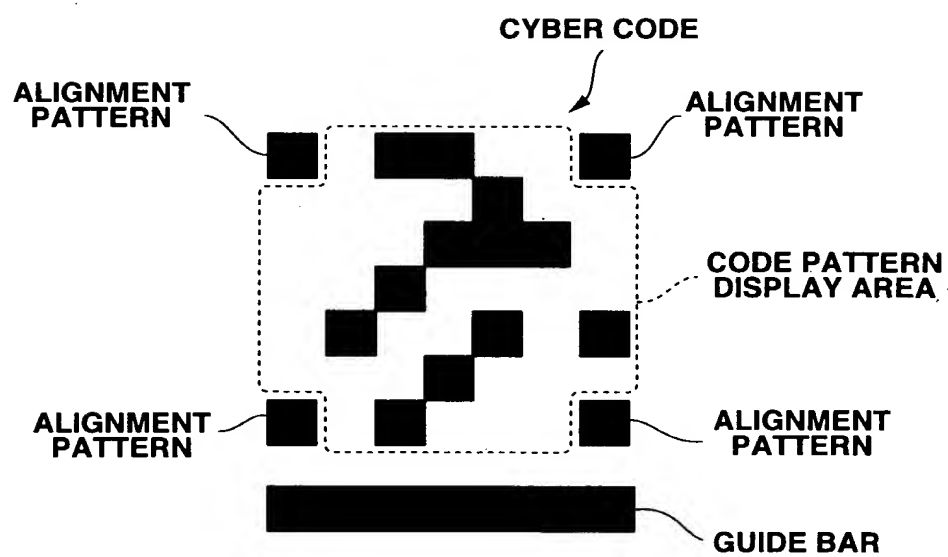 CYBER CODE
ALIGNMENT
PATTERN
ALIGNMENT
PATTERN
CODE PATTERN
DISPLAY AREA
ALIGNMENT
PATTERN
ALIGNMENT
PATTERN
GUIDE BAR